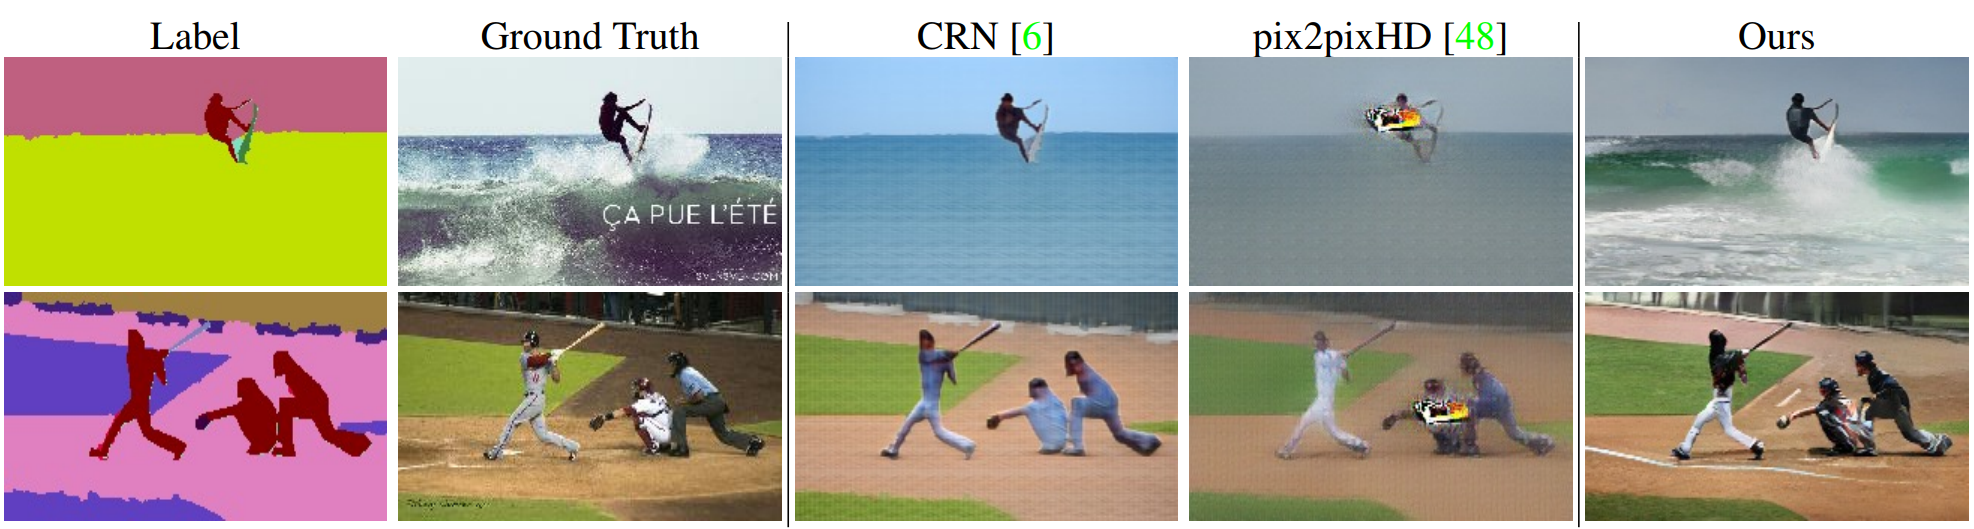 Label Ground Truth CRN [6] pix2pixHD [48] Ours
ÇA PUE L'ÉTÉ